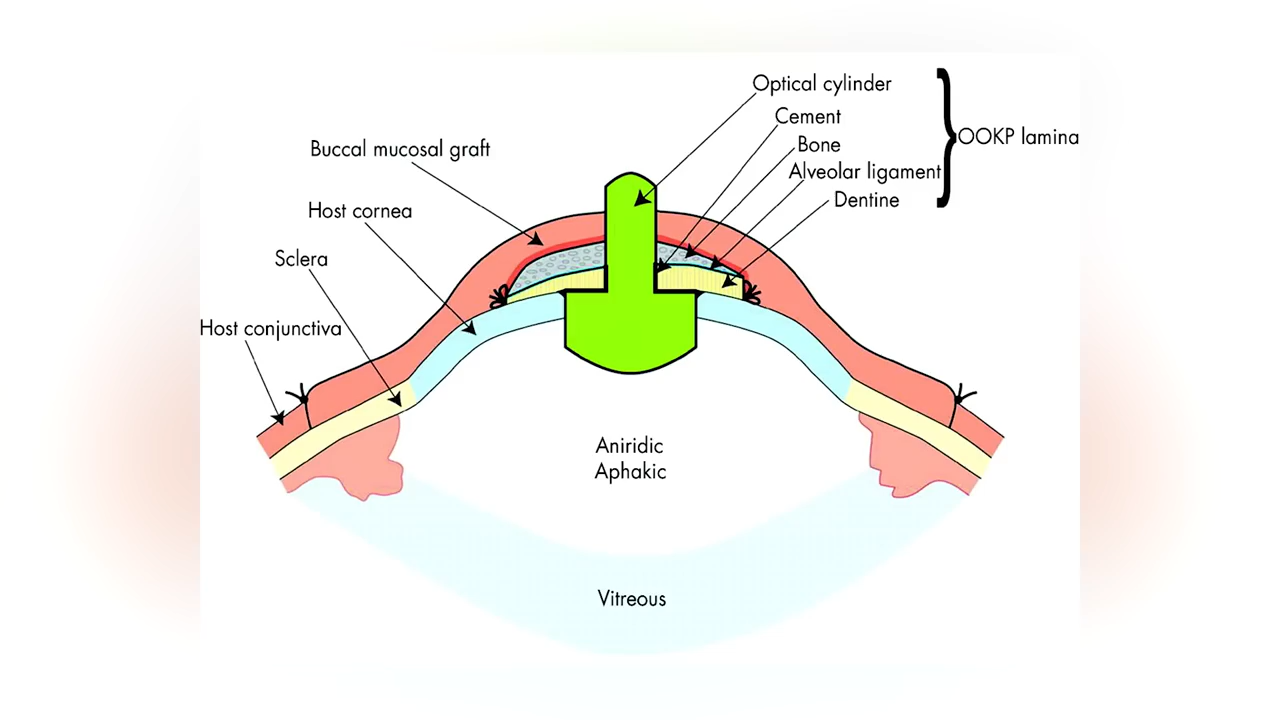 Optical cylinder
Cement
Bone
Alveolar ligament
Dentine
OOKP lamina
Buccal mucosal graft
Host cornea
Sclera
Host conjunctiva
Aniridic
Aphakic
Vitreous